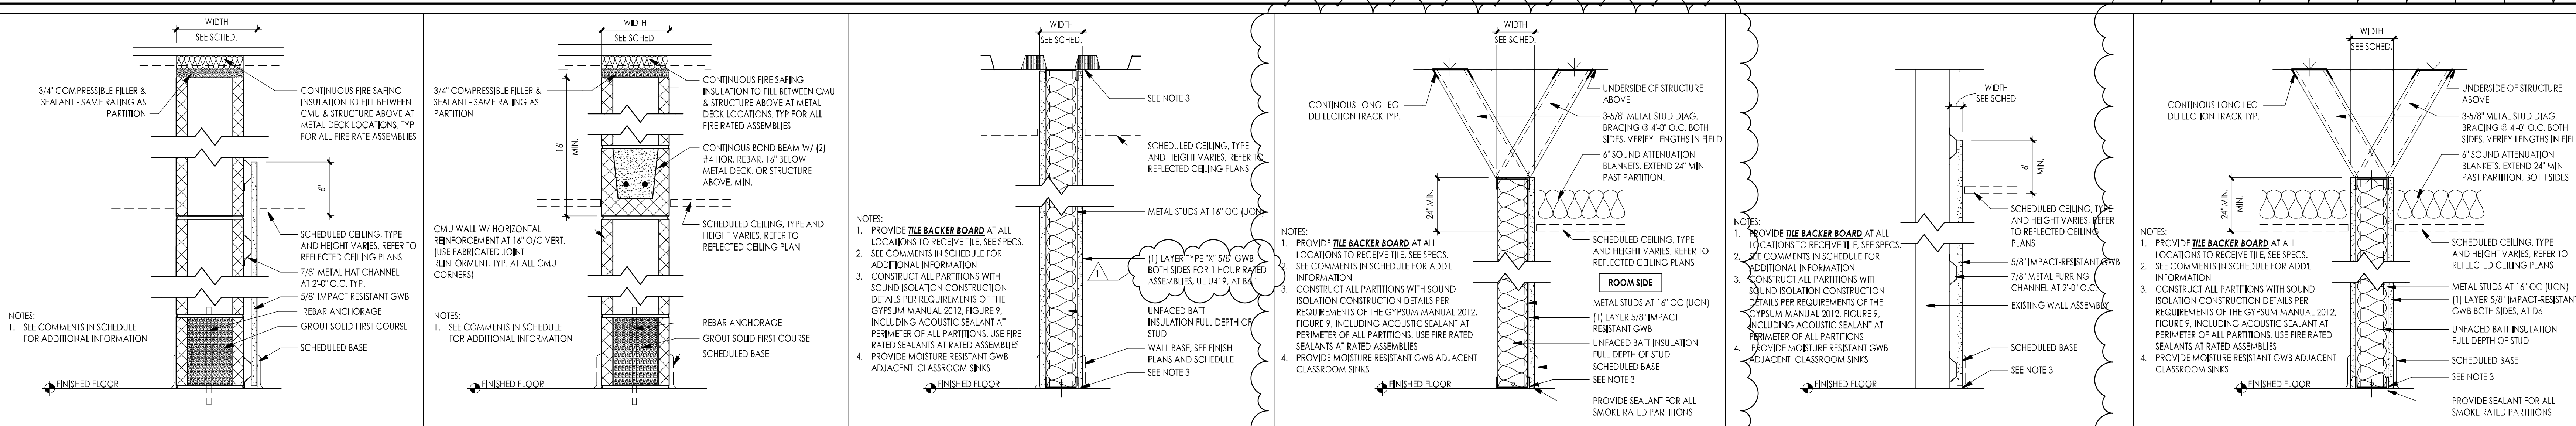 WIDTH
SEE SCHED.
3/4" COMPRESSIBLE FILLER &
SEALANT - SAME RATING AS
PARTITION
CONTINUOUS FIRE SAFING
INSULATION TO FILL BETWEEN
CMU & STRUCTURE ABOVE AT
METAL DECK LOCATIONS. TYP
FOR ALL FIRE RATE ASSEMBLIES
6"
SCHEDULED CEILING, TYPE
AND HEIGHT VARIES, REFER TO
REFLECTED CEILING PLANS
7/8" METAL HAT CHANNEL
AT 2'-0" O.C. TYP.
5/8" IMPACT RESISTANT GWB
REBAR ANCHORAGE
GROUT SOLID FIRST COURSE
SCHEDULED BASE
NOTES:
1. SEE COMMENTS IN SCHEDULE
FOR ADDITIONAL INFORMATION
FINISHED FLOOR
WIDTH
SEE SCHED.
3/4" COMPRESSIBLE FILLER &
SEALANT - SAME RATING AS
PARTITION
CONTINUOUS FIRE SAFING
INSULATION TO FILL BETWEEN CMU
& STRUCTURE ABOVE AT METAL
DECK LOCATIONS. TYP FOR ALL
FIRE RATED ASSEMBLIES
16"
MIN.
CONTINOUS BOND BEAM W/ (2)
#4 HOR. REBAR. 16" BELOW
METAL DECK. OR STRUCTURE
ABOVE, MIN.
SCHEDULED CEILING, TYPE AND
HEIGHT VARIES, REFER TO
REFLECTED CEILING PLAN
CMU WALL W/ HORIZONTAL
REINFORCEMENT AT 16" O/C VERT.
(USE FABRICATED JOINT
REINFORMENT, TYP. AT ALL CMU
CORNERS)
REBAR ANCHORAGE
GROUT SOLID FIRST COURSE
SCHEDULED BASE
NOTES:
1. SEE COMMENTS IN SCHEDULE
FOR ADDITIONAL INFORMATION
FINISHED FLOOR
WIDTH
SEE SCHED.
SEE NOTE 3
SCHEDULED CEILING, TYPE
AND HEIGHT VARIES, REFER TO
REFLECTED CEILING PLANS
METAL STUDS AT 16" OC (UON)
1
(1) LAYER TYPE "X" 5/8" GWB
BOTH SIDES FOR 1 HOUR RATED
ASSEMBLIES, UL U419, AT B6.1
UNFACED BATT
INSULATION FULL DEPTH OF
STUD
WALL BASE, SEE FINISH
PLANS AND SCHEDULE
SEE NOTE 3
NOTES:
1. PROVIDE TILE BACKER BOARD AT ALL
LOCATIONS TO RECEIVE TILE, SEE SPECS.
2. SEE COMMENTS IN SCHEDULE FOR
ADDITIONAL INFORMATION
3. CONSTRUCT ALL PARTITIONS WITH
SOUND ISOLATION CONSTRUCTION
DETAILS PER REQUIREMENTS OF THE
GYPSUM MANUAL 2012, FIGURE 9,
INCLUDING ACOUSTIC SEALANT AT
PERIMETER OF ALL PARTITIONS. USE FIRE
RATED SEALANTS AT RATED ASSEMBLIES
4. PROVIDE MOISTURE RESISTANT GWB
ADJACENT CLASSROOM SINKS
FINISHED FLOOR
WIDTH
SEE SCHED.
CONTINOUS LONG LEG
DEFLECTION TRACK TYP.
UNDERSIDE OF STRUCTURE
ABOVE
3-5/8" METAL STUD DIAG.
BRACING @ 4'-0" O.C. BOTH
SIDES. VERIFY LENGTHS IN FIELD
6" SOUND ATTENUATION
BLANKETS. EXTEND 24" MIN
PAST PARTITION.
24" MIN.
SCHEDULED CEILING, TYPE
AND HEIGHT VARIES, REFER TO
REFLECTED CEILING PLANS
ROOM SIDE
METAL STUDS AT 16" OC (UON)
(1) LAYER 5/8" IMPACT
RESISTANT GWB
UNFACED BATT INSULATION
FULL DEPTH OF STUD
SCHEDULED BASE
SEE NOTE 3
PROVIDE SEALANT FOR ALL
SMOKE RATED PARTITIONS
NOTES:
1. PROVIDE TILE BACKER BOARD AT ALL
LOCATIONS TO RECEIVE TILE, SEE SPECS.
2. SEE COMMENTS IN SCHEDULE FOR ADD'L
INFORMATION
3. CONSTRUCT ALL PARTITIONS WITH SOUND
ISOLATION CONSTRUCTION DETAILS PER
REQUIREMENTS OF THE GYPSUM MANUAL 2012,
FIGURE 9, INCLUDING ACOUSTIC SEALANT AT
PERIMETER OF ALL PARTITIONS. USE FIRE RATED
SEALANTS AT RATED ASSEMBLIES
4. PROVIDE MOISTURE RESISTANT GWB ADJACENT
CLASSROOM SINKS
FINISHED FLOOR
WIDTH
SEE SCHED
6"
MIN.
SCHEDULED CEILING, TYPE
AND HEIGHT VARIES, REFER
TO REFLECTED CEILING
PLANS
5/8" IMPACT-RESISTANT GWB
7/8" METAL FURRING
CHANNEL AT 2'-0" O.C.
EXISTING WALL ASSEMBLY
SCHEDULED BASE
SEE NOTE 3
NOTES:
1. PROVIDE TILE BACKER BOARD AT ALL
LOCATIONS TO RECEIVE TILE, SEE SPECS.
2. SEE COMMENTS IN SCHEDULE FOR
ADDITIONAL INFORMATION
3. CONSTRUCT ALL PARTITIONS WITH
SOUND ISOLATION CONSTRUCTION
DETAILS PER REQUIREMENTS OF THE
GYPSUM MANUAL 2012, FIGURE 9,
INCLUDING ACOUSTIC SEALANT AT
PERIMETER OF ALL PARTITIONS
4. PROVIDE MOISTURE RESISTANT GWB
ADJACENT CLASSROOM SINKS
FINISHED FLOOR
WIDTH
SEE SCHED.
CONTINOUS LONG LEG
DEFLECTION TRACK TYP.
UNDERSIDE OF STRUCTURE
ABOVE
3-5/8" METAL STUD DIAG.
BRACING @ 4'-0" O.C. BOTH
SIDES. VERIFY LENGTHS IN FIEL
6" SOUND ATTENUATION
BLANKETS. EXTEND 24" MIN
PAST PARTITION. BOTH SIDES
24" MIN.
MIN.
SCHEDULED CEILING, TYPE
AND HEIGHT VARIES, REFER TO
REFLECTED CEILING PLANS
METAL STUDS AT 16" OC (UON)
(1) LAYER 5/8" IMPACT-RESISTANT
GWB BOTH SIDES, AT D6
UNFACED BATT INSULATION
FULL DEPTH OF STUD
SCHEDULED BASE
SEE NOTE 3
PROVIDE SEALANT FOR ALL
SMOKE RATED PARTITIONS
NOTES:
1. PROVIDE TILE BACKER BOARD AT ALL
LOCATIONS TO RECEIVE TILE, SEE SPECS.
2. SEE COMMENTS IN SCHEDULE FOR ADD'L
INFORMATION
3. CONSTRUCT ALL PARTITIONS WITH SOUND
ISOLATION CONSTRUCTION DETAILS PER
REQUIREMENTS OF THE GYPSUM MANUAL 2012,
FIGURE 9, INCLUDING ACOUSTIC SEALANT AT
PERIMETER OF ALL PARTITIONS. USE FIRE RATED
SEALANTS AT RATED ASSEMBLIES
4. PROVIDE MOISTURE RESISTANT GWB ADJACENT
CLASSROOM SINKS
FINISHED FLOOR